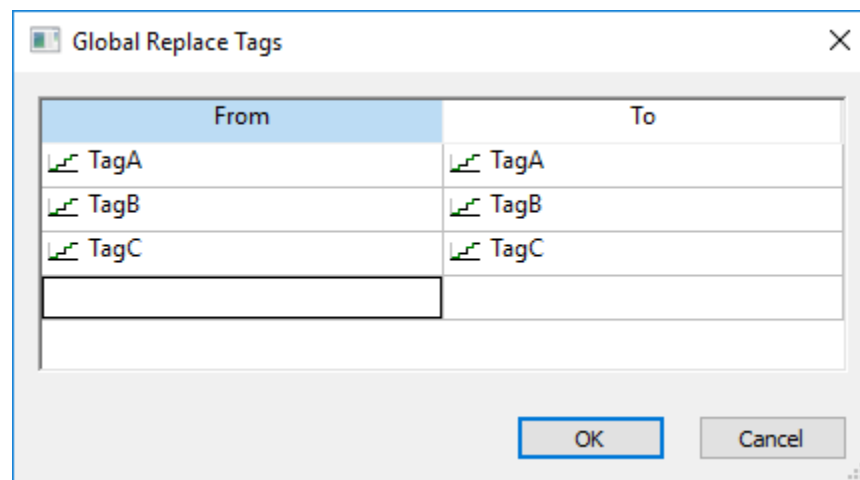 Global Replace Tags
From To
TagA TagA
TagB TagB
TagC TagC
OK Cancel